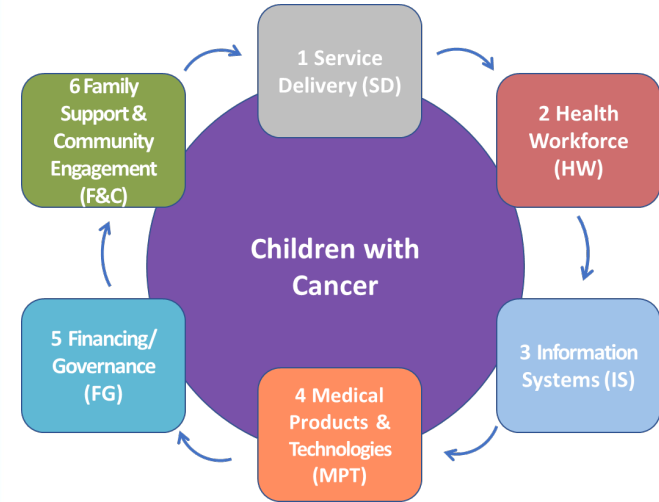 1 Service
Delivery (SD)
2 Health
Workforce
(HW)
3 Information
Systems (IS)
4 Medical
Products &
Technologies
(MPT)
5 Financing/
Governance
(FG)
6 Family
Support &
Community
Engagement
(F&C)
Children with
Cancer